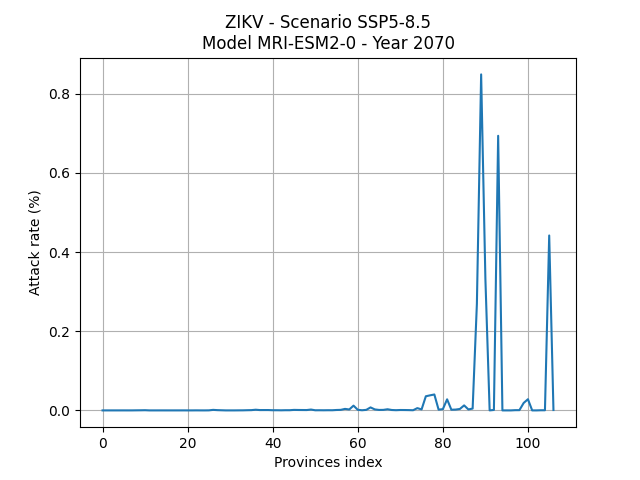 ZIKV - Scenario SSP5-8.5
Model MRI-ESM2-0 - Year 2070
Attack rate (%)
0.8
0.6
0.4
0.2
0.0
0 20 40 60 80 100
Provinces index